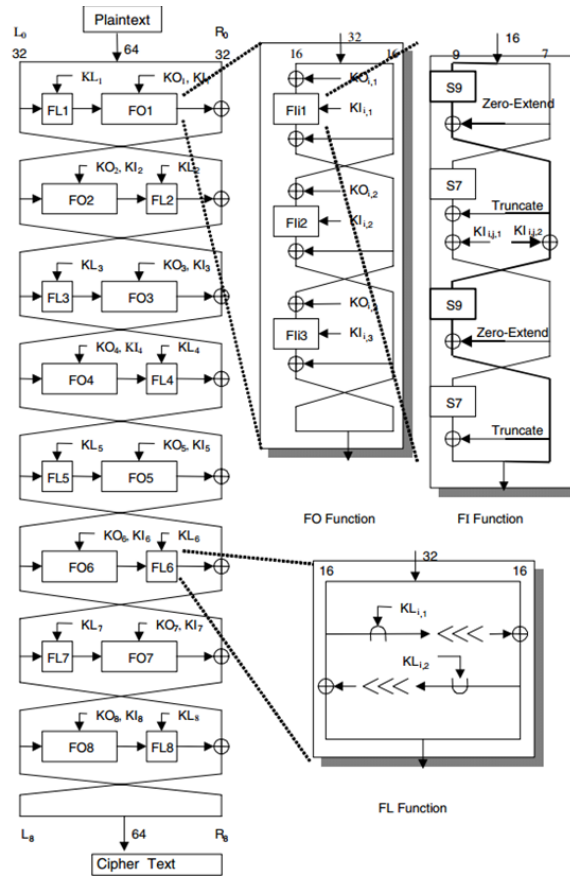 Plaintext
L0 R0
32 64 32
KL1 KO1, KI1
FL1 FO1
KO2, KI2 KL2
FO2 FL2
KL3 KO3, KI3
FL3 FO3
KO4, KI4 KL4
FO4 FL4
KL5 KO5, KI5
FL5 FO5
KO6, KI6 KL6
FO6 FL6
KL7 KO7, KI7
FL7 FO7
KO8, KI8 KL8
FO8 FL8
L8 64 R8
Cipher Text
32
16 16
KOi,1
FIi1 KIi,1
KOi,2
FIi2 KIi,2
FIi3 KIi,3
FO Function
16
9 7
S9
Zero-Extend
S7
Truncate
KIi,j,1 KIi,j,2
S9
Zero-Extend
S7
Truncate
FI Function
32
16 16
KLi,1
KLi,2
FL Function